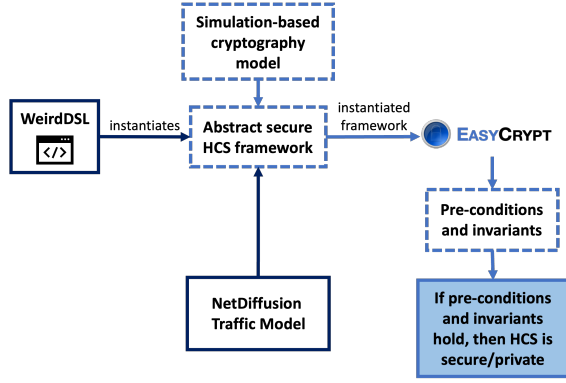 Simulation-based
cryptography
model
WeirdDSL
</>
instantiates
Abstract secure
HCS framework
instantiated
framework
EASYCRYPT
Pre-conditions
and invariants
NetDiffusion
Traffic Model
If pre-conditions
and invariants
hold, then HCS is
secure/private